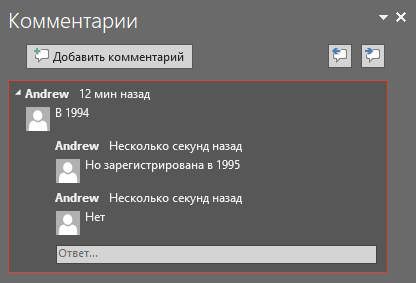 Комментарии
Добавить комментарий
Andrew 12 мин назад
В 1994
Andrew Несколько секунд назад
Но зарегистрирована в 1995
Andrew Несколько секунд назад
Нет
Ответ...